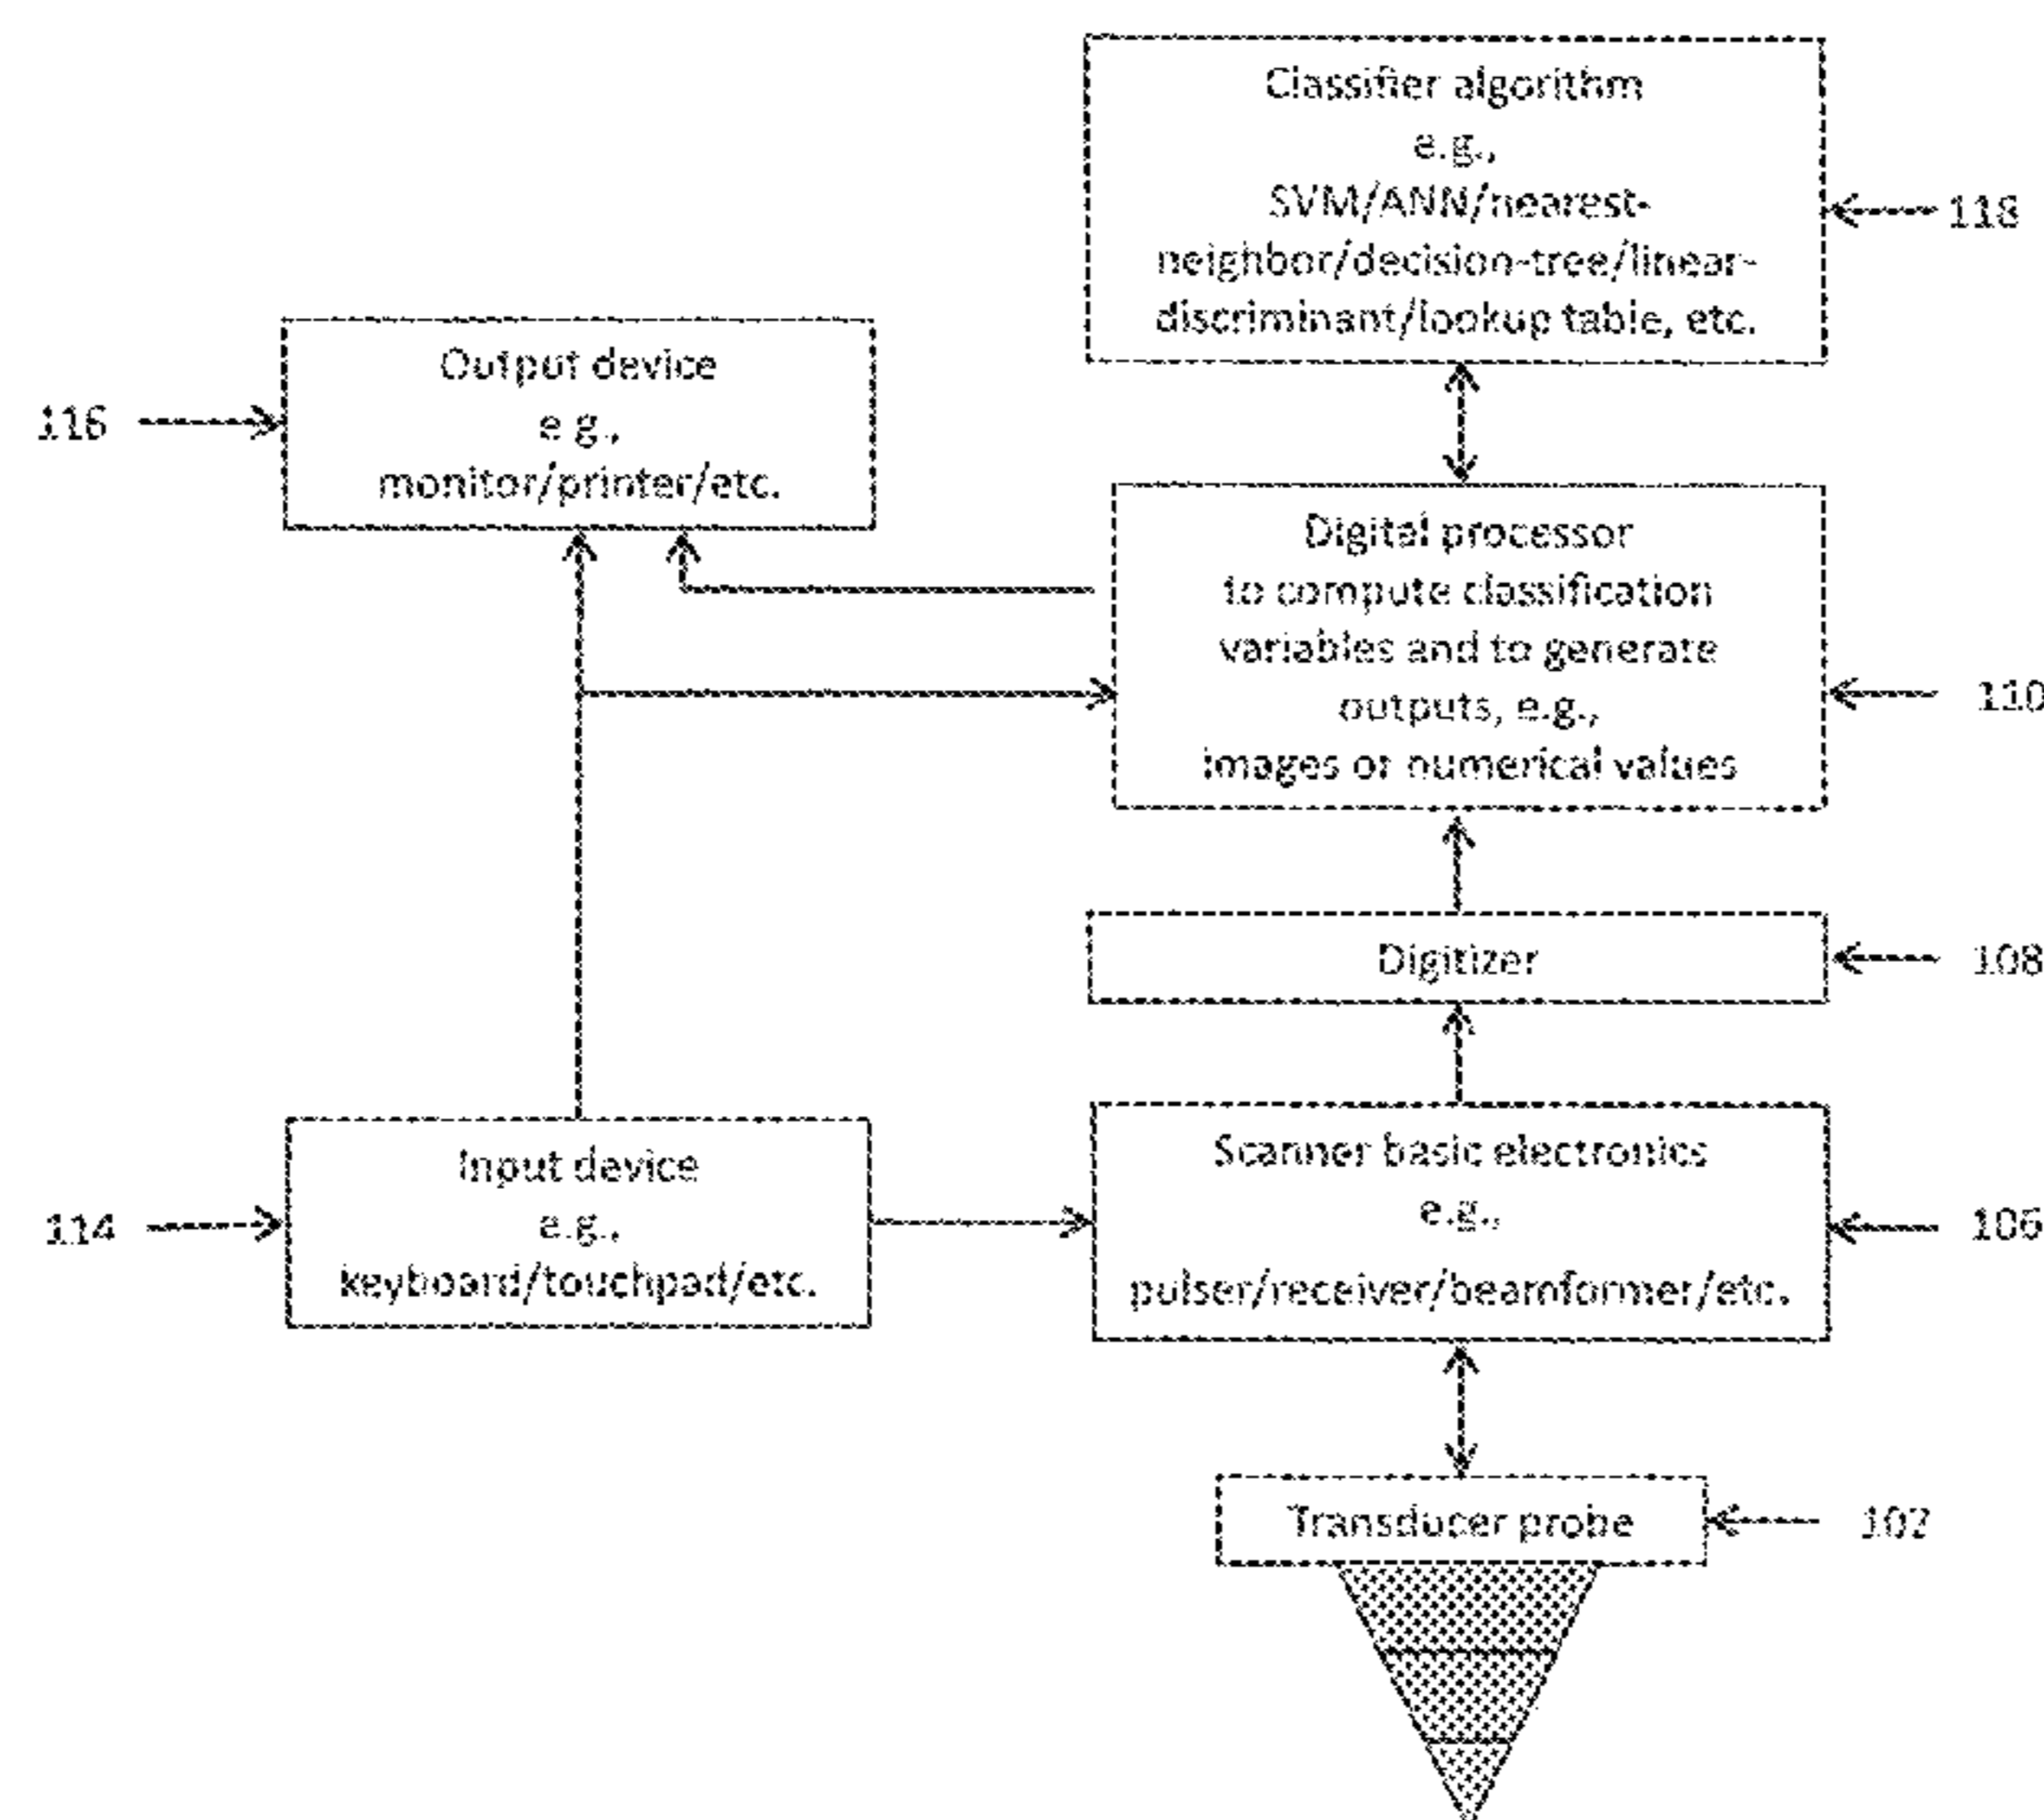 Classifier algorithm
e.g.,
SVM/ANN/nearest-
neighbor/decision-tree/linear-
discriminant/lookup table, etc.
118
Output device
e.g.,
monitor/printer/etc.
116
Digital processor
to compute classification
variables and to generate
outputs, e.g.,
images or numerical values
110
Digitizer
108
Input device
e.g.,
keyboard/touchpad/etc.
114
Scanner basic electronics
e.g.,
pulser/receiver/beamformer/etc.
106
Transducer probe
102